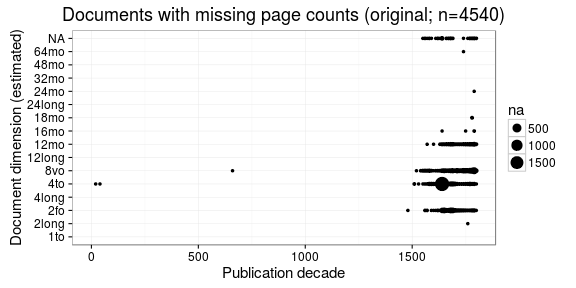 Documents with missing page counts (original; n=4540)
Document dimension (estimated)
NA
64mo
48mo
32mo
24mo
24long
18mo
16mo
12mo
12long
8vo
4to
4long
2fo
2long
1to
0
500
1000
1500
Publication decade
na
500
1000
1500